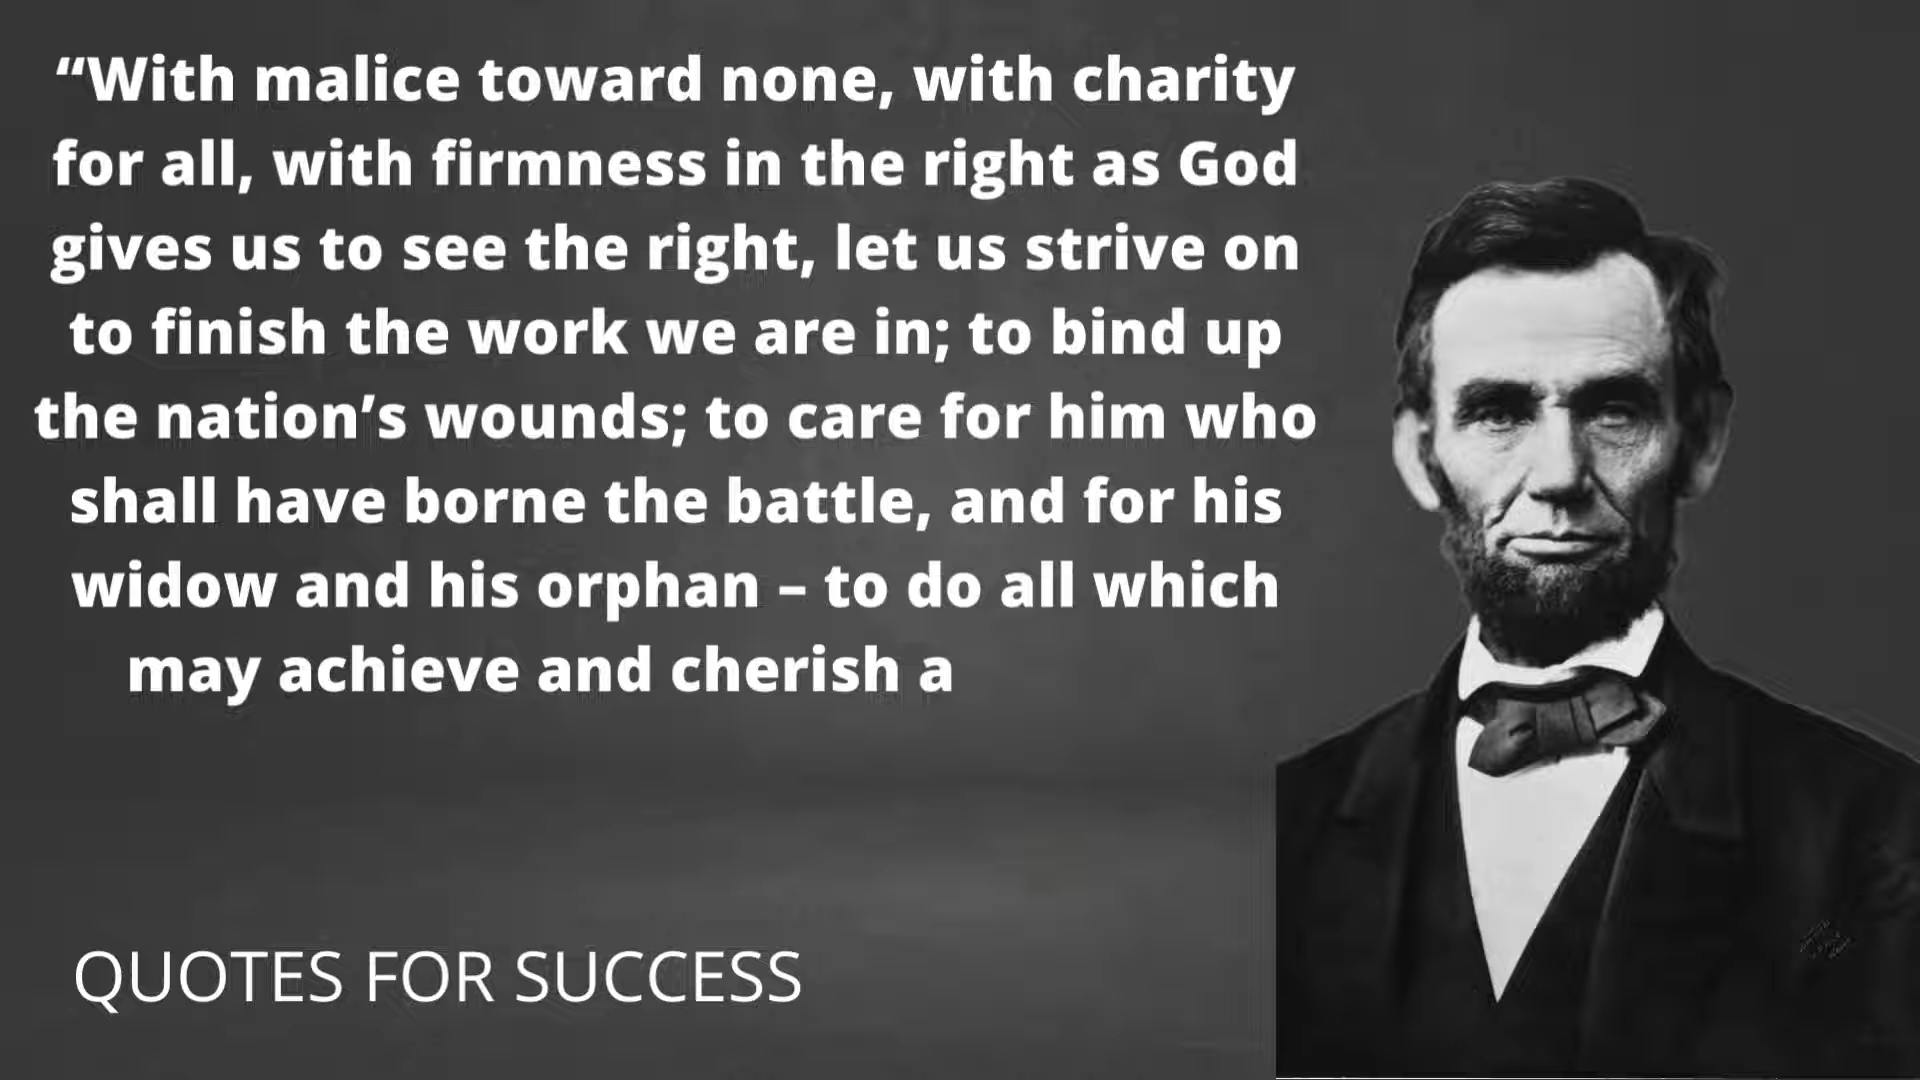 “With malice toward none, with charity
for all, with firmness in the right as God
gives us to see the right, let us strive on
to finish the work we are in; to bind up
the nation’s wounds; to care for him who
shall have borne the battle, and for his
widow and his orphan – to do all which
may achieve and cherish a
QUOTES FOR SUCCESS